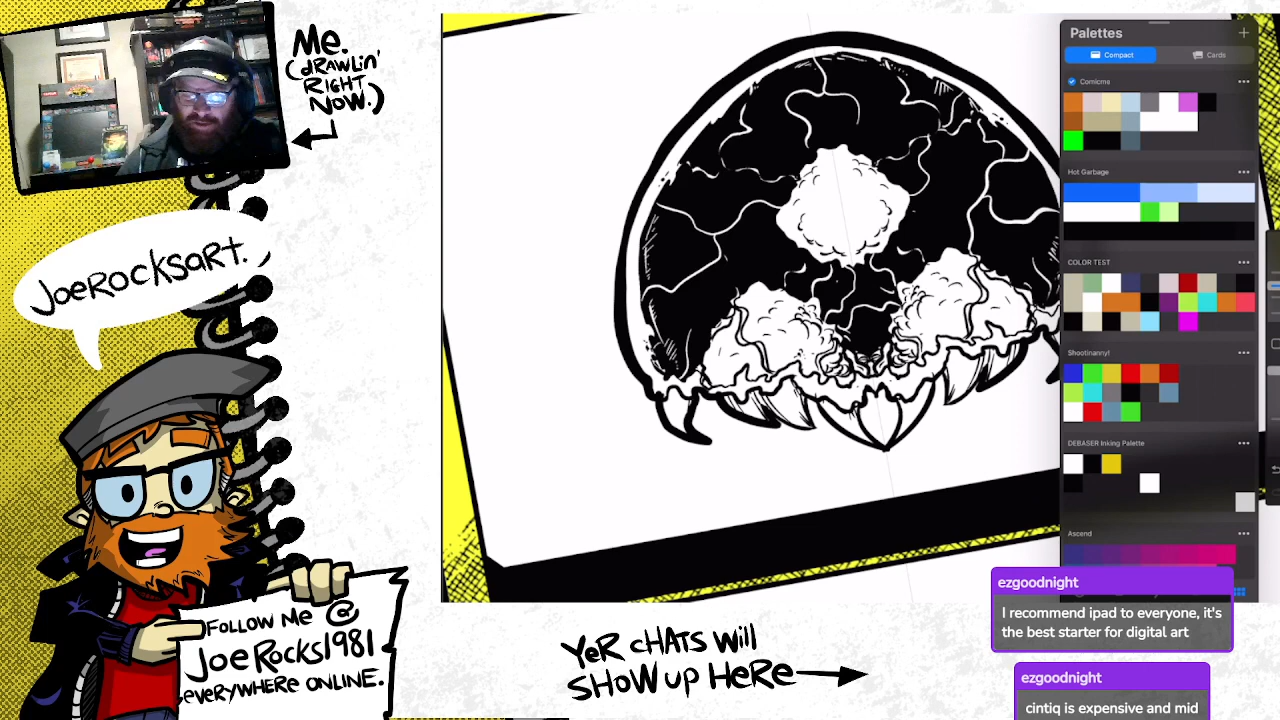 Me.
(dRAWLiN'
RiGHT
NOW.)
JOEROCKSART.
FOLLOW Me @
JoeRocks1981
eveRYWHeRe ONLiNE.
YeR cHATS Will
SHOW up HeRe
Palettes
Compact
Cards
Comicme
Hot Garbage
COLOR TEST
Shootinanny!
DEBASER Inking Palette
Ascend
ezgoodnight
I recommend ipad to everyone, it's
the best starter for digital art
ezgoodnight
cintiq is expensive and mid